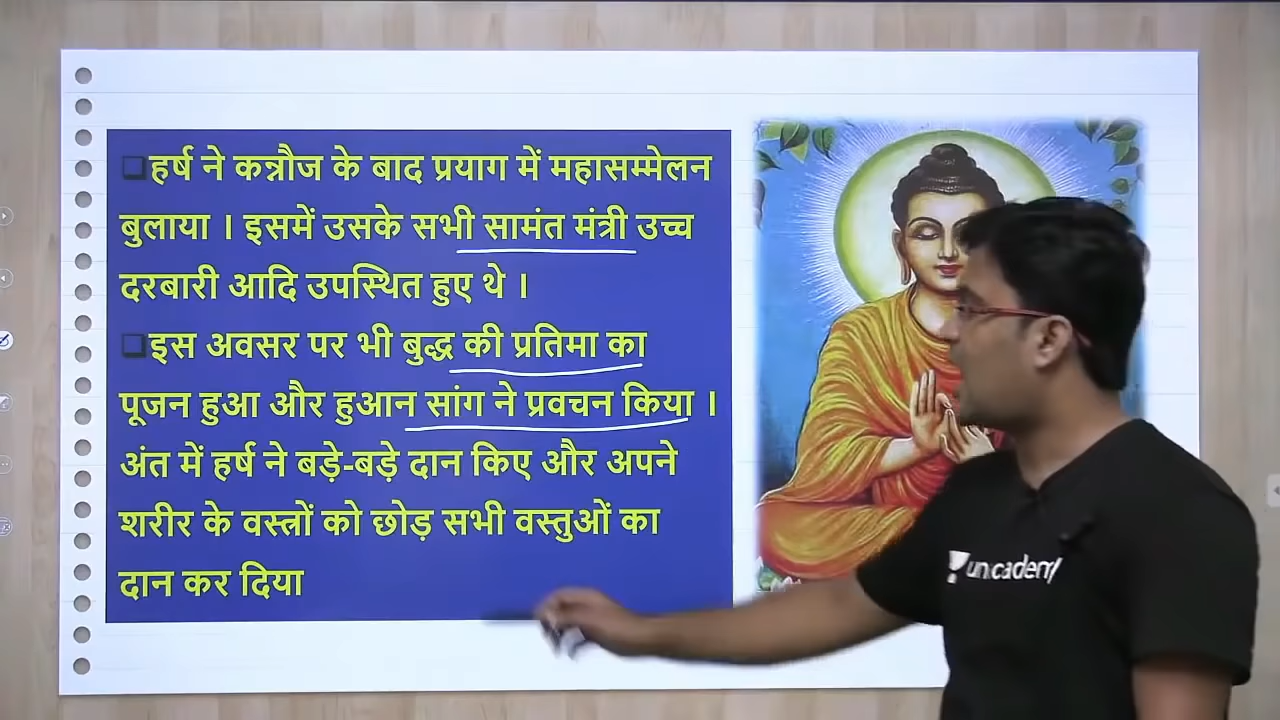 हर्ष ने कन्नौज के बाद प्रयाग में महासम्मेलन
बुलाया । इसमें उसके सभी सामंत मंत्री उच्च
दरबारी आदि उपस्थित हुए थे ।
इस अवसर पर भी बुद्ध की प्रतिमा का
पूजन हुआ और हुआन सांग ने प्रवचन किया ।
अंत में हर्ष ने बड़े-बड़े दान किए और अपने
शरीर के वस्त्रों को छोड़ सभी वस्तुओं का
दान कर दिया
unacademy